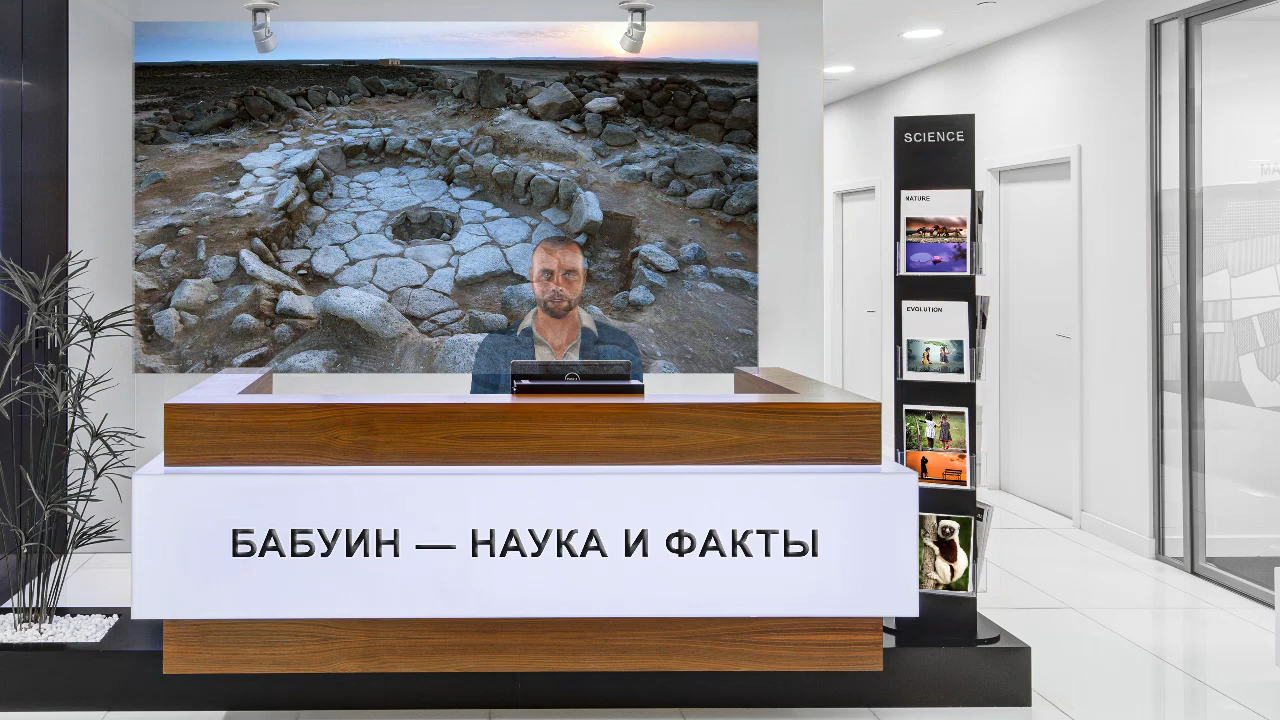 SCIENCE
NATURE
EVOLUTION
БАБУИН — НАУКА И ФАКТЫ